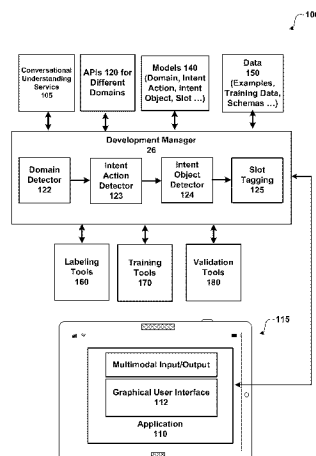 100
Conversational
Understanding
Service
105
APIs 120 for
Different
Domains
Models 140
(Domain, Intent
Action, Intent
Object, Slot ...)
Data
150
(Examples,
Training Data,
Schemas ...)
Development Manager
26
Domain
Detector
122
Intent
Action
Detector
123
Intent
Object
Detector
124
Slot
Tagging
125
Labeling
Tools
160
Training
Tools
170
Validation
Tools
180
115
Multimodal Input/Output
Graphical User Interface
112
Application
110